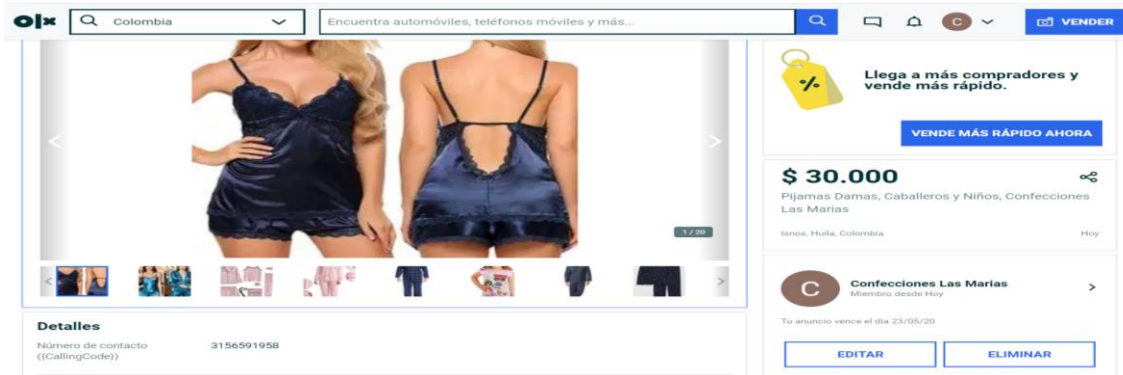 olx
Colombia
Encuentra automóviles, teléfonos móviles y más...
C
VENDER
%
Llega a más compradores y
vende más rápido.
VENDE MÁS RÁPIDO AHORA
1 / 20
$ 30.000
Pijamas Damas, Caballeros y Niños, Confecciones
Las Marias
Isnos, Huila, Colombia
Hoy
C
Confecciones Las Marias
Miembro desde Hoy
Tu anuncio vence el día 23/05/20
EDITAR
ELIMINAR
Detalles
Número de contacto
((CallingCode))
3156591958